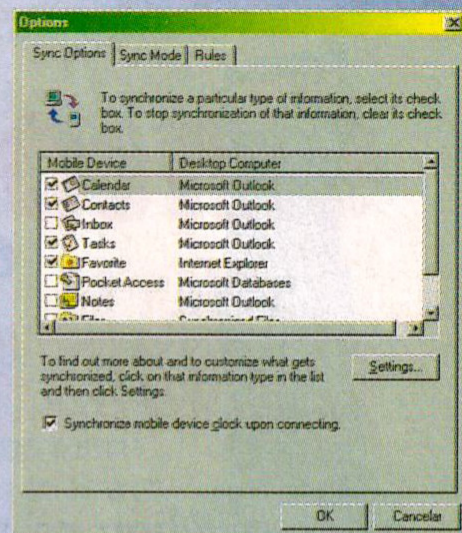 Options
Sync Options Sync Mode Rules
To synchronize a particular type of information, select its check
box. To stop synchronization of that information, clear its check
box.
Mobile Device Desktop Computer
Calendar Microsoft Outlook
Contacts Microsoft Outlook
Inbox Microsoft Outlook
Tasks Microsoft Outlook
Favorite Internet Explorer
Pocket Access Microsoft Databases
Notes Microsoft Outlook
Files Synchronized Files
To find out more about and to customize what gets
synchronized, click on that information type in the list
and then click Settings
Settings...
Synchronize mobile device clock upon connecting.
OK Cancelar